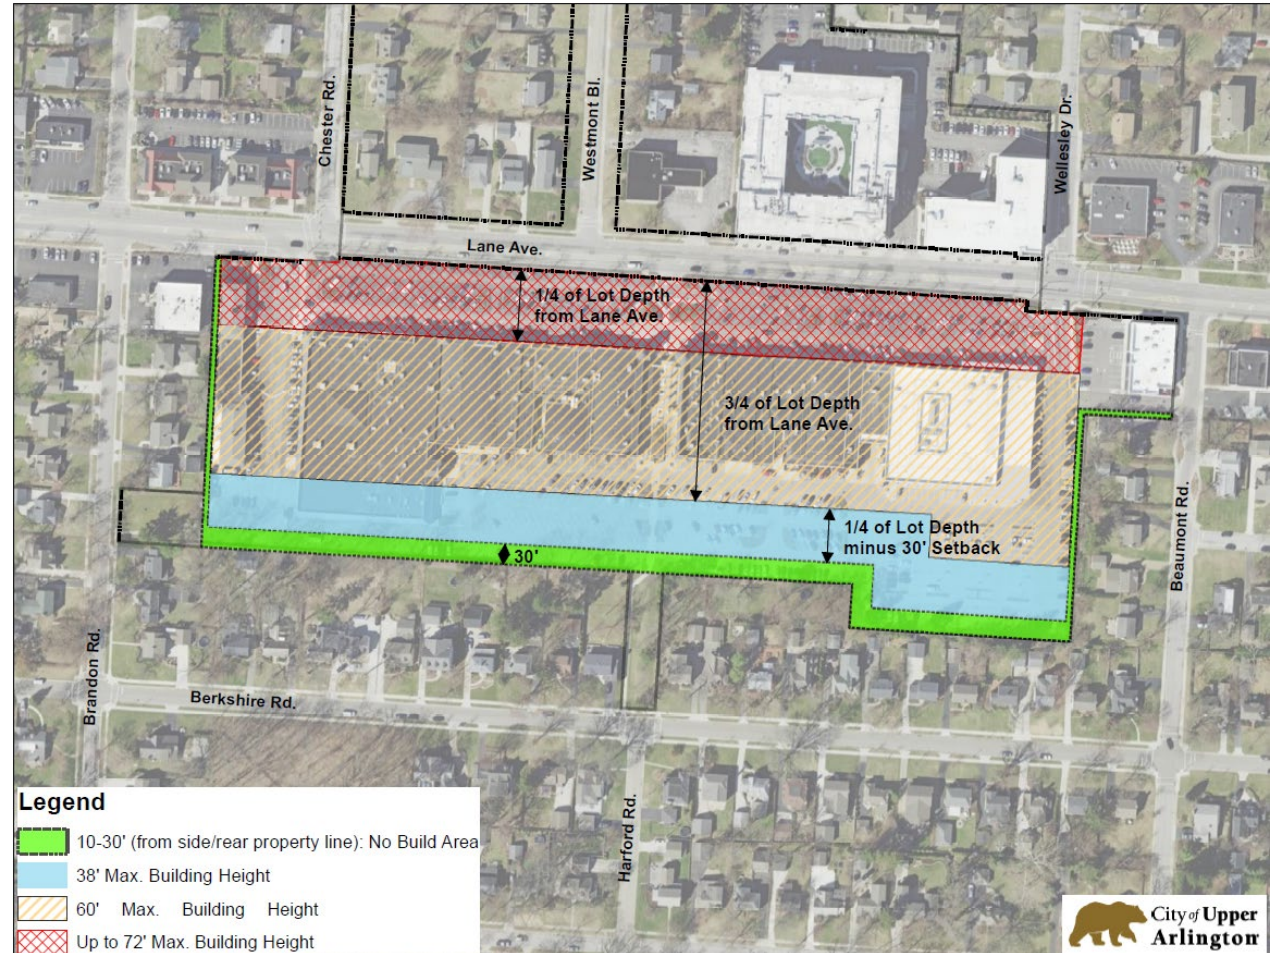 Chester Rd.
Westmont Bl.
Wellesley Dr.
Lane Ave.
1/4 of Lot Depth
from Lane Ave.
3/4 of Lot Depth
from Lane Ave.
1/4 of Lot Depth
minus 30' Setback
30'
Beaumont Rd.
Brandon Rd.
Berkshire Rd.
Harford Rd.
Legend
10-30' (from side/rear property line): No Build Area
38' Max. Building Height
60' Max. Building Height
Up to 72' Max. Building Height
City of Upper
Arlington